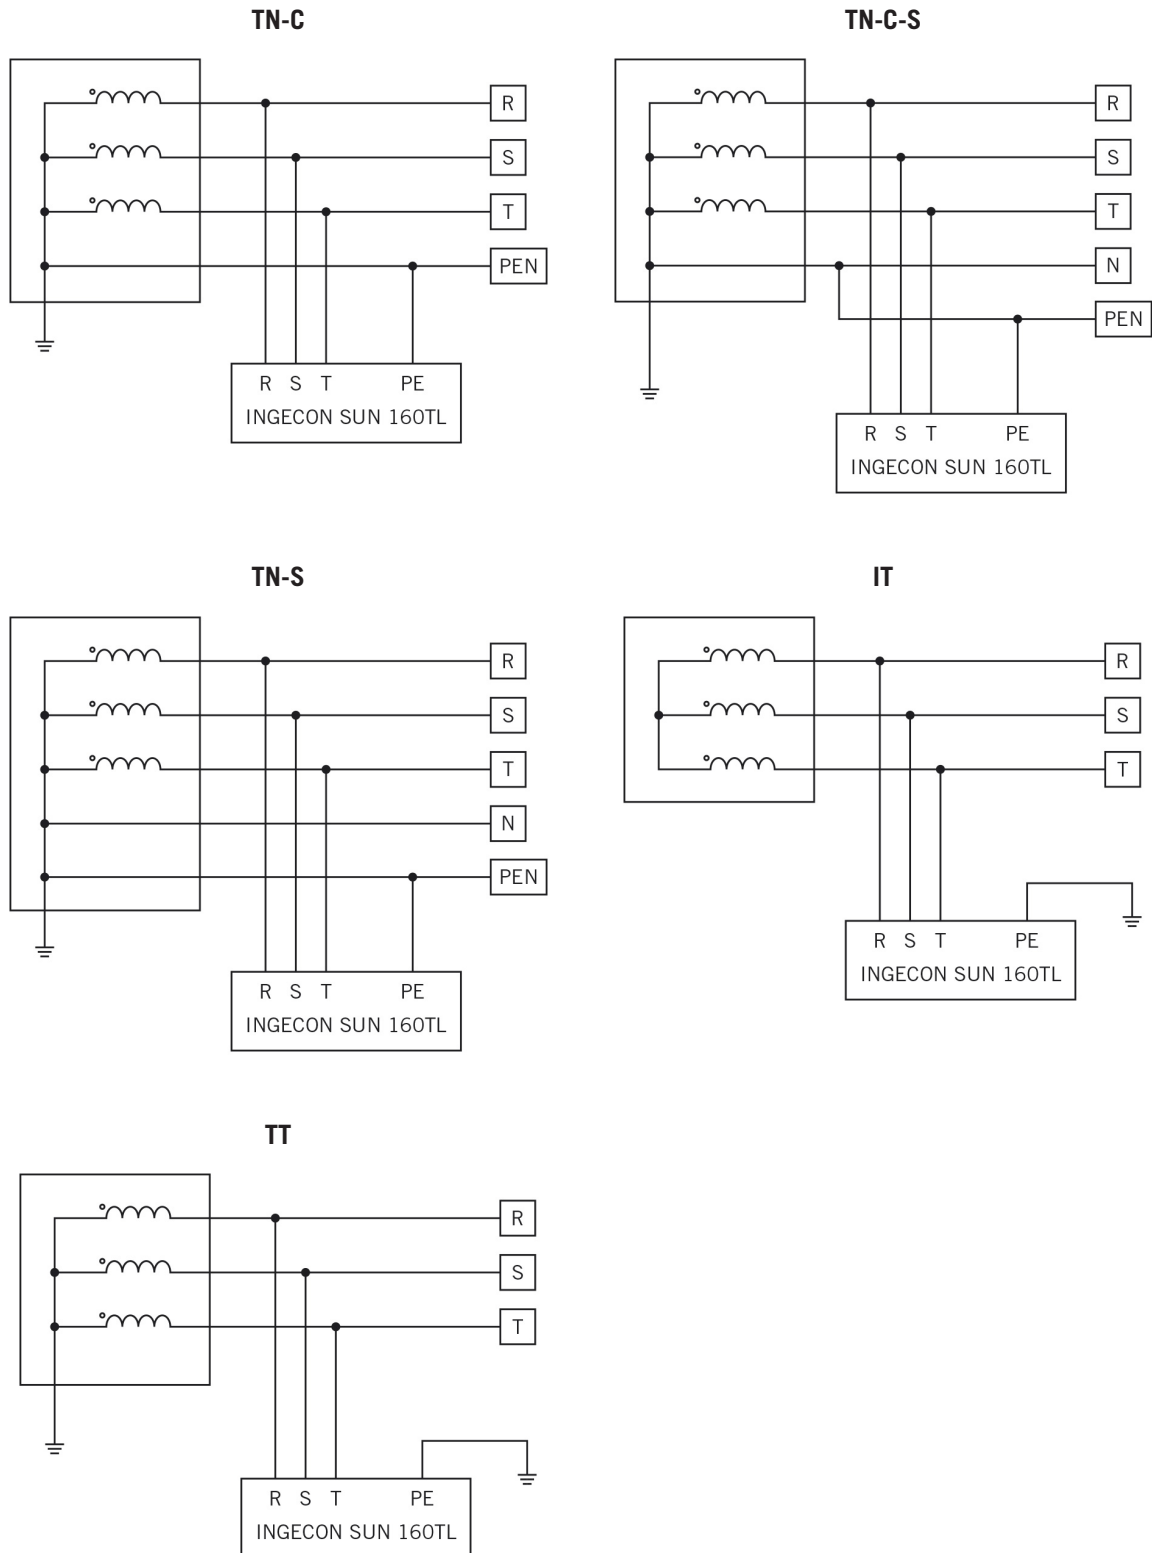 TN-C
R
S
T
PEN
R S T PE
INGECON SUN 160TL
TN-C-S
R
S
T
N
PEN
R S T PE
INGECON SUN 160TL
TN-S
R
S
T
N
PEN
R S T PE
INGECON SUN 160TL
IT
R
S
T
R S T PE
INGECON SUN 160TL
TT
R
S
T
R S T PE
INGECON SUN 160TL